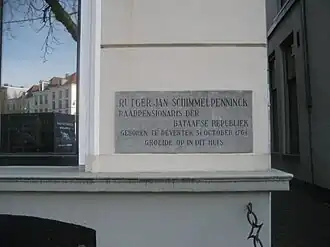 RUTGER JAN SCHIMMELPENNINCK
RAADPENSIONARIS DER
BATAAFSE REPUBLIEK
GEBOREN TE DEVENTER 31 OCTOBER 1761
GROEIDE OP IN DIT HUIS